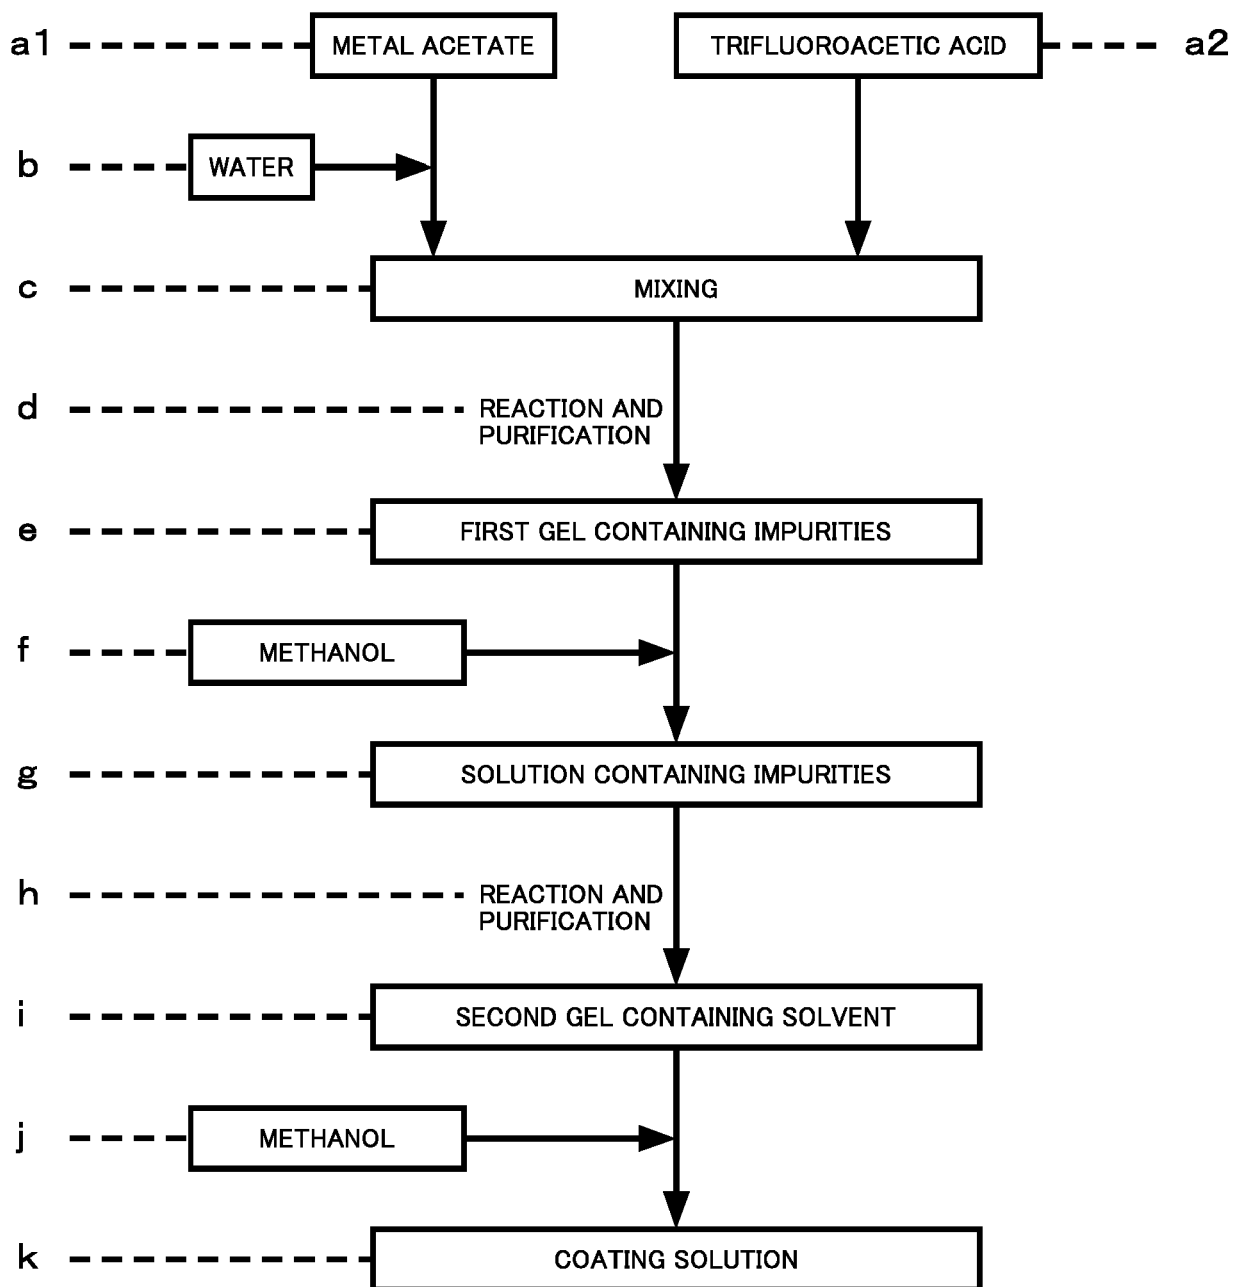 a1 METAL ACETATE TRIFLUOROACETIC ACID a2
b WATER
c MIXING
d REACTION AND
PURIFICATION
e FIRST GEL CONTAINING IMPURITIES
f METHANOL
g SOLUTION CONTAINING IMPURITIES
h REACTION AND
PURIFICATION
i SECOND GEL CONTAINING SOLVENT
j METHANOL
k COATING SOLUTION